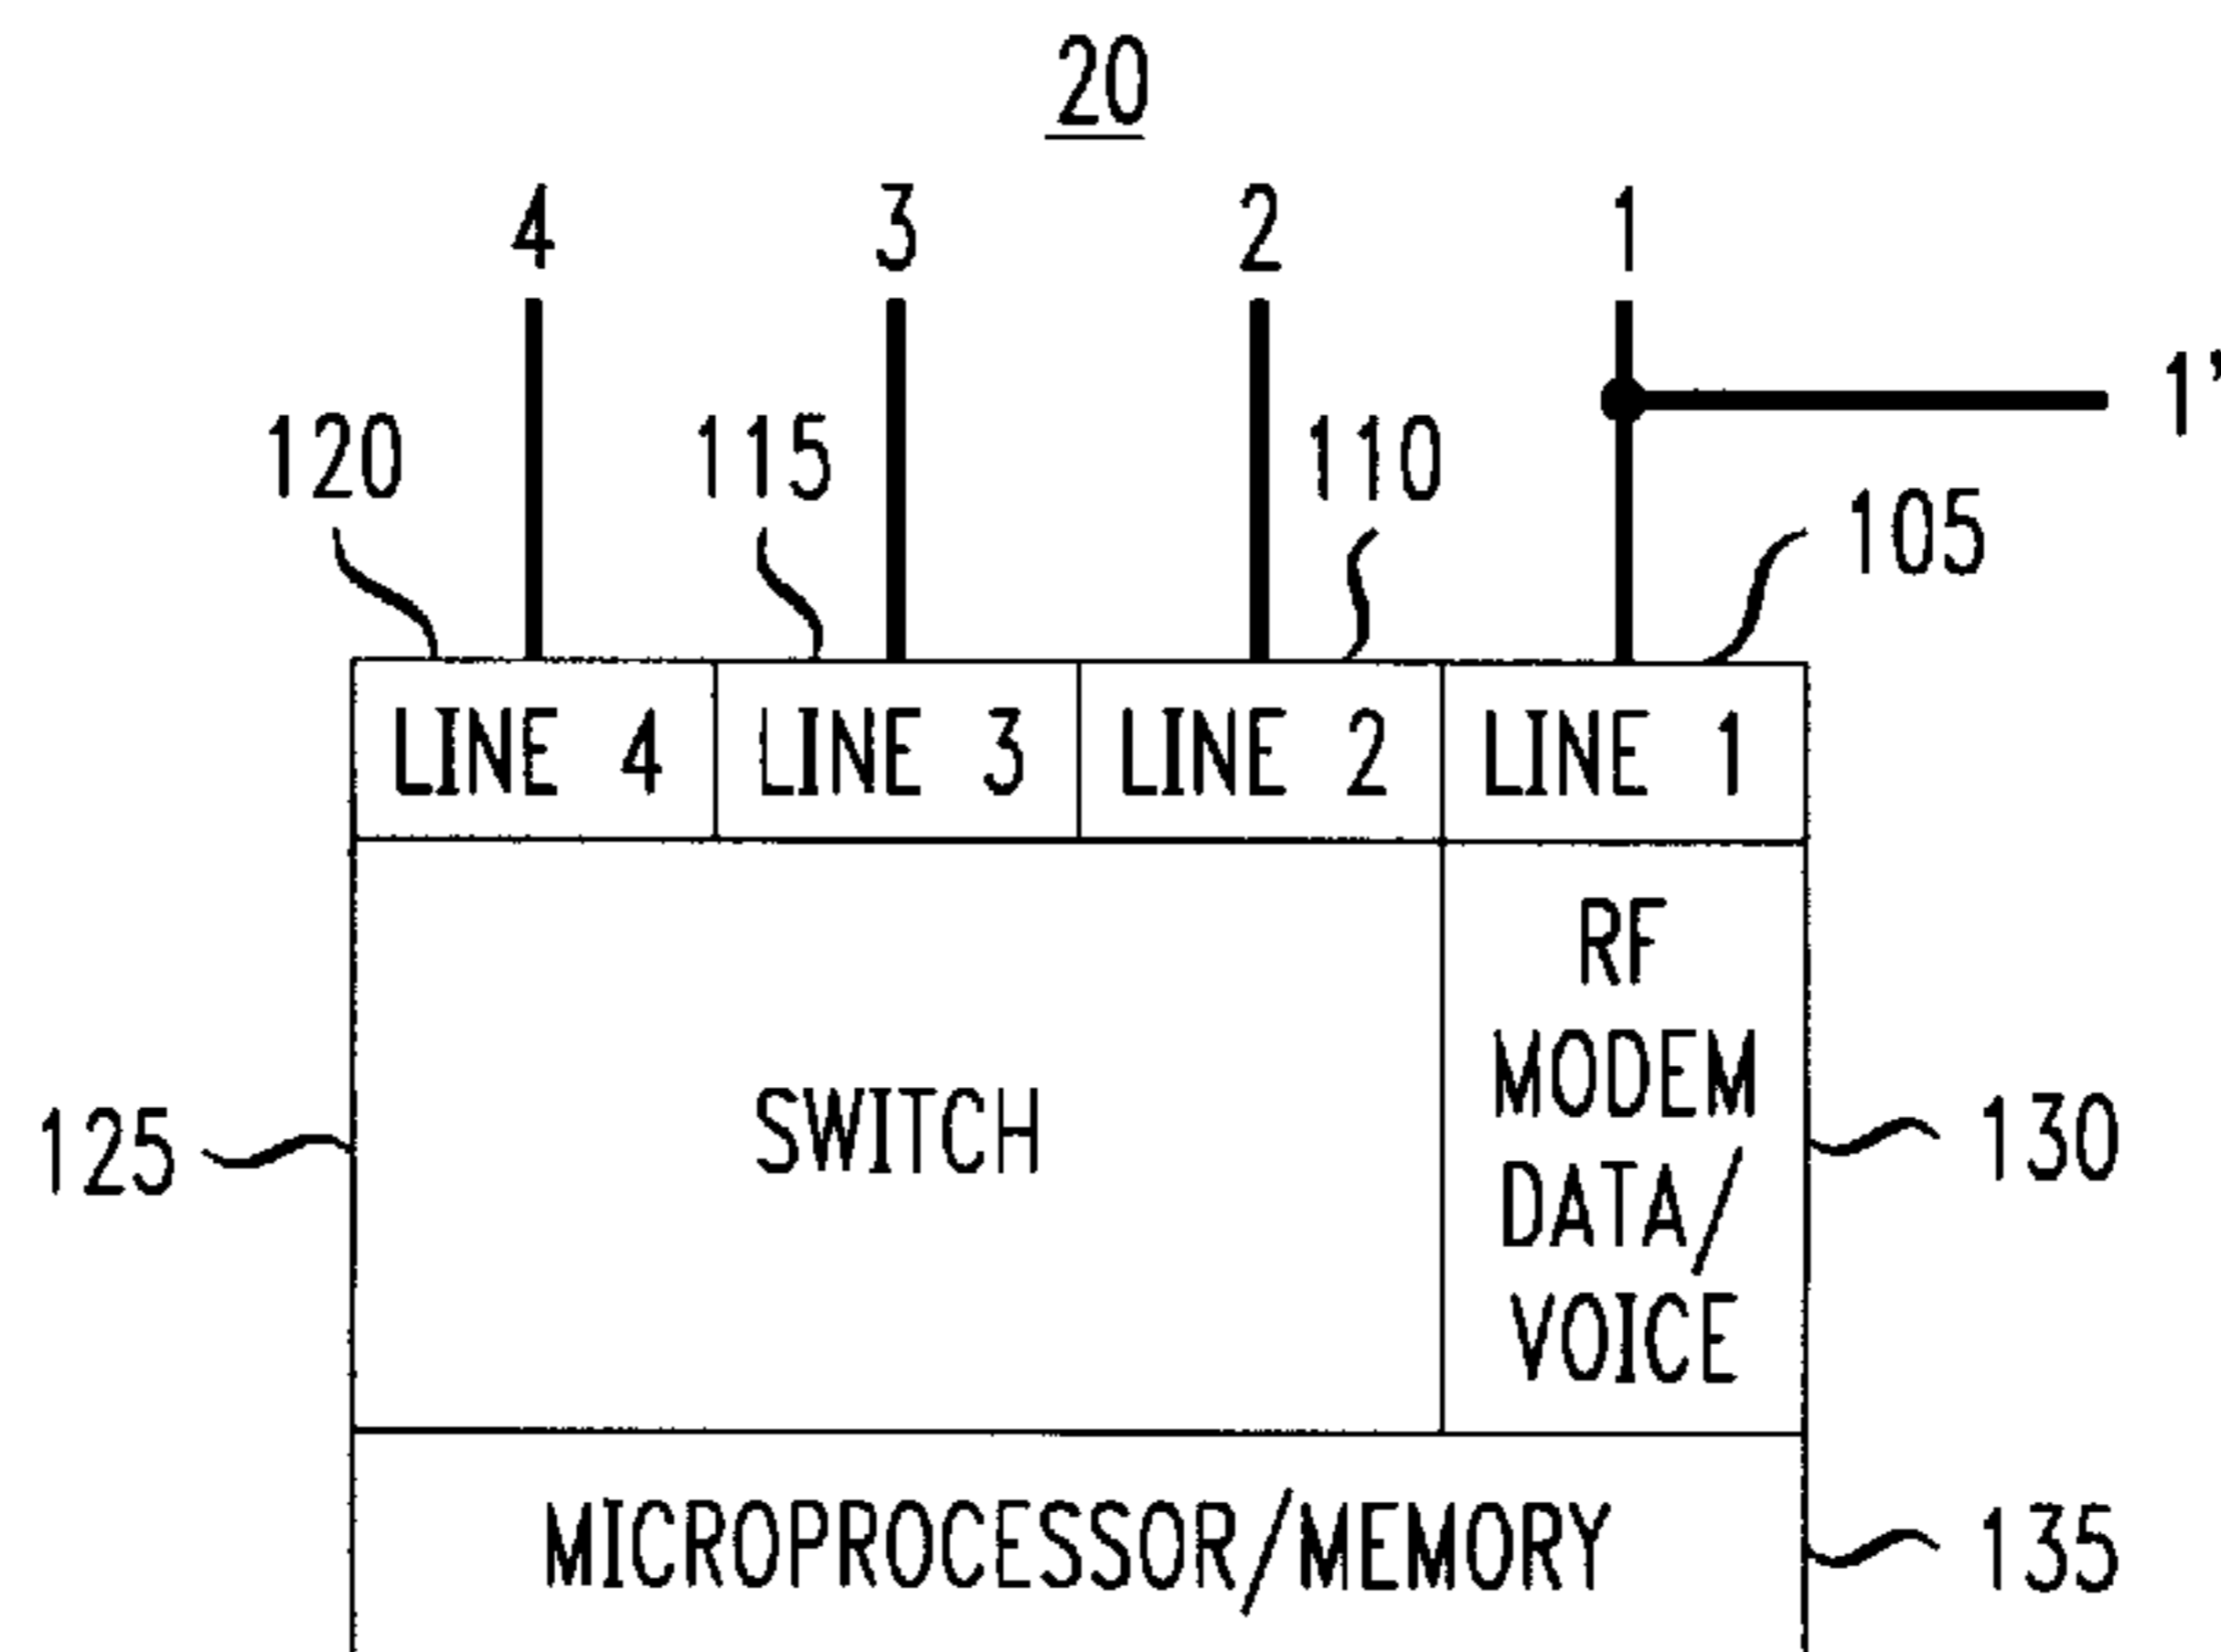 20
4 3 2 1
1'
120 115 110
105
LINE 4 LINE 3 LINE 2 LINE 1
RF
MODEM
DATA/
VOICE
SWITCH
125
130
MICROPROCESSOR/MEMORY
135